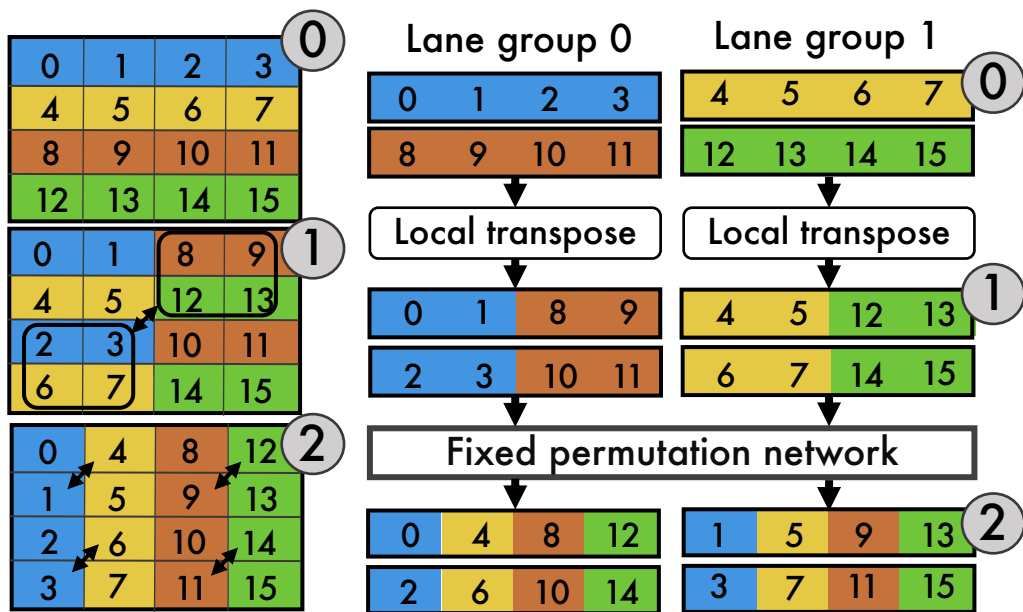 0
0 1 2 3
4 5 6 7
8 9 10 11
12 13 14 15
1
0 1 8 9
4 5 12 13
2 3 10 11
6 7 14 15
2
0 4 8 12
1 5 9 13
2 6 10 14
3 7 11 15
Lane group 0
0 1 2 3
8 9 10 11
Local transpose
0 1 8 9
2 3 10 11
Lane group 1
0
4 5 6 7
12 13 14 15
Local transpose
1
4 5 12 13
6 7 14 15
Fixed permutation network
0 4 8 12
2 6 10 14
2
1 5 9 13
3 7 11 15